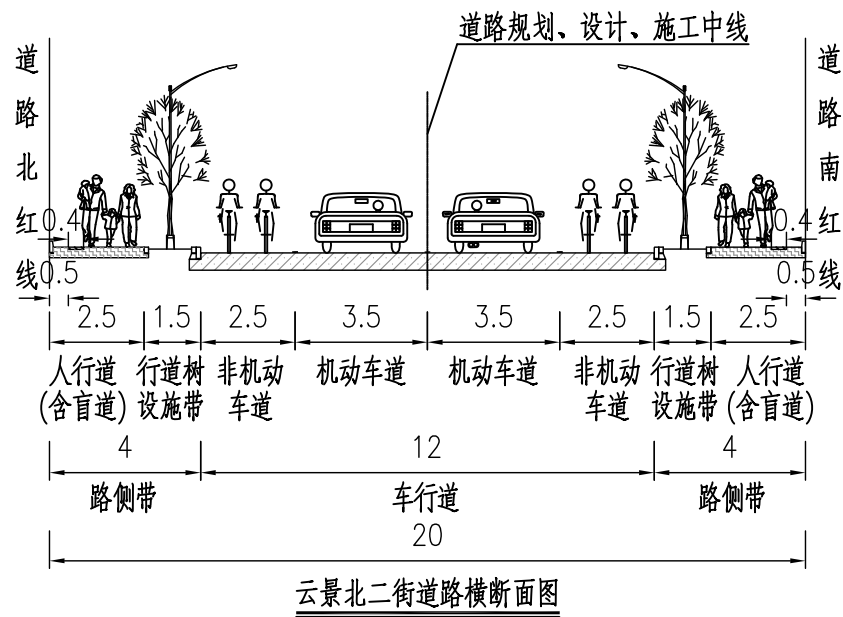 道路规划、设计、施工中线
道路北红线
道路南红线
0.4
0.4
0.5
0.5
2.5
1.5
2.5
3.5
3.5
2.5
1.5
2.5
人行道
(含盲道)
行道树
设施带
非机动
车道
机动车道
机动车道
非机动
车道
行道树
设施带
人行道
(含盲道)
4
12
4
路侧带
车行道
路侧带
20
云景北二街道路横断面图